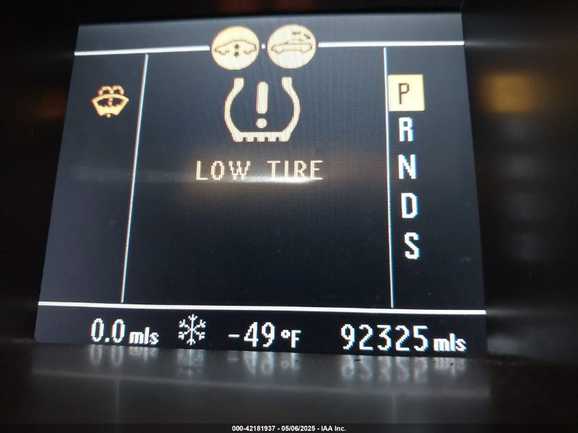 LOW TIRE
P
R
N
D
S
0.0 mls -49°F 92325 mls
000-42181937 - 05/06/2025 - IAA Inc.